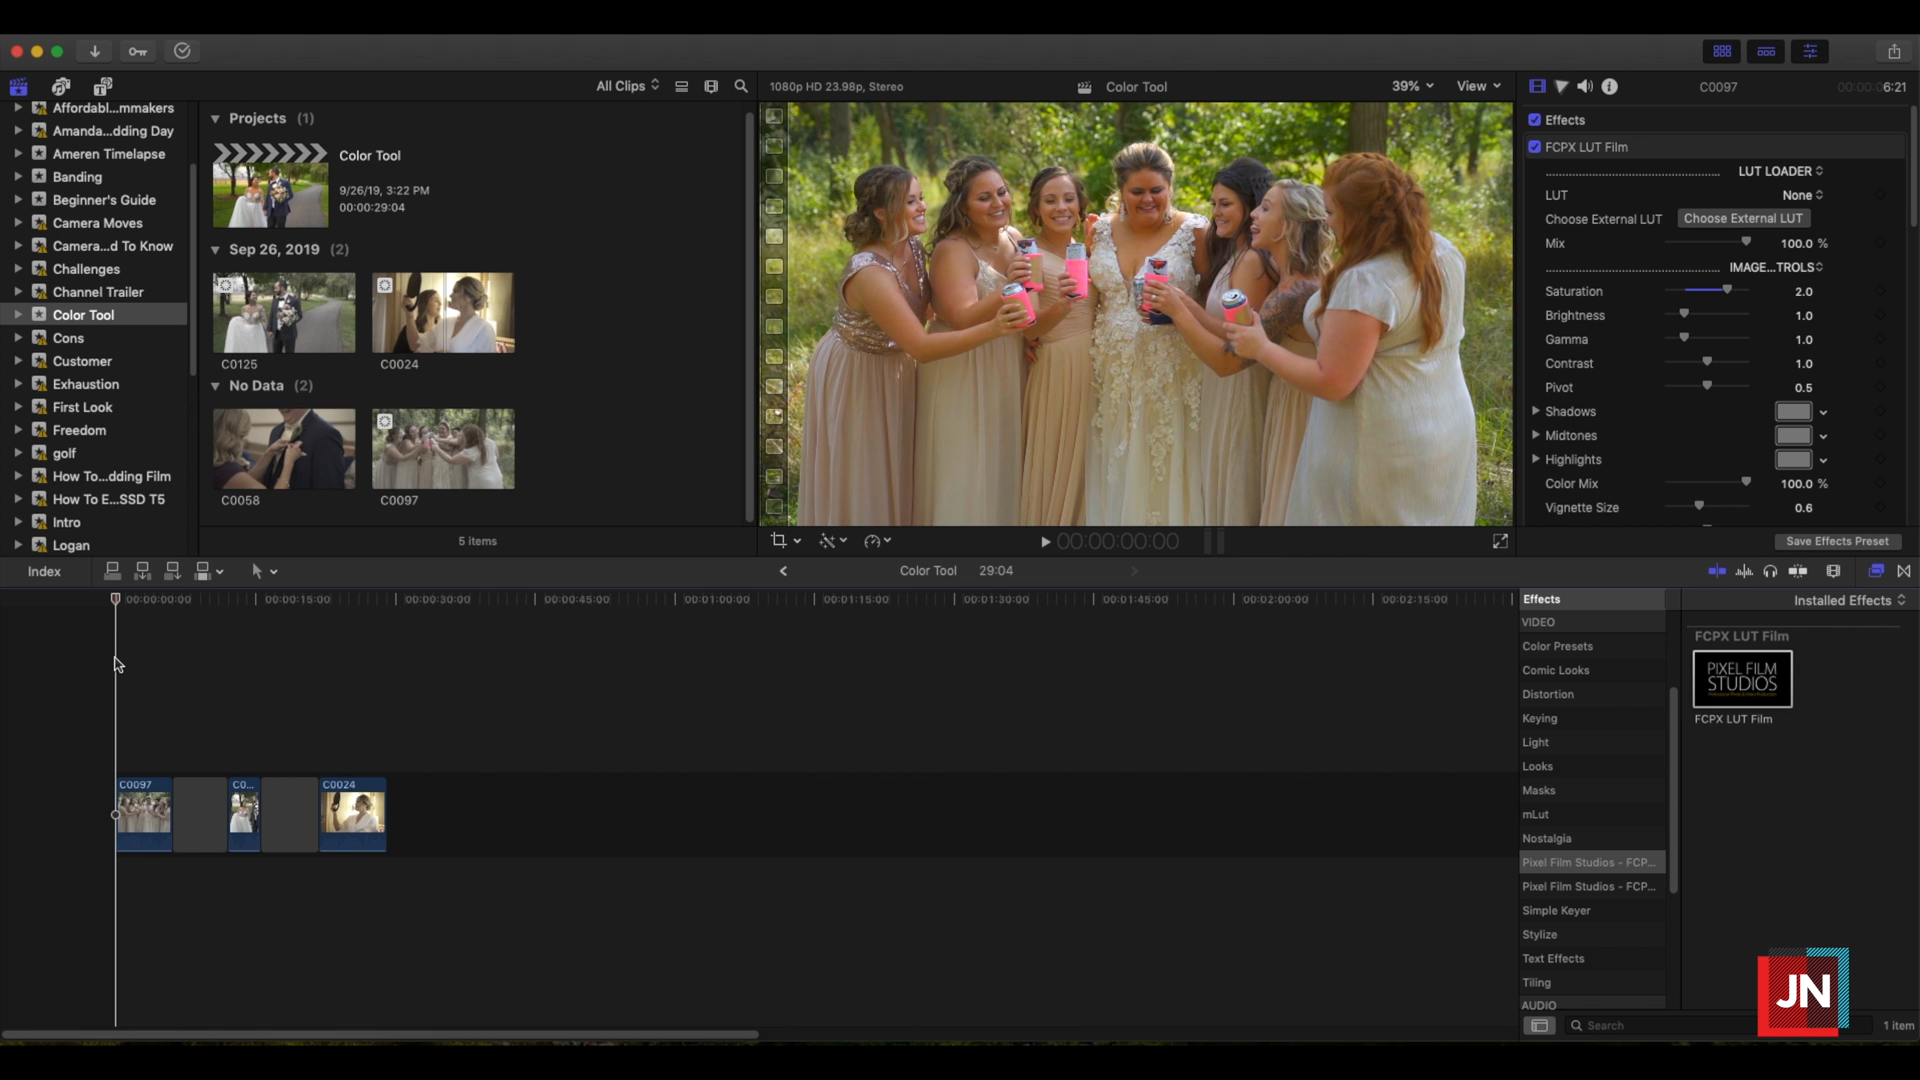 All Clips
1080p HD 23.98p, Stereo
Color Tool
39%
View
C0097
00:00:06:21
Affordabl...mmakers
Amanda...dding Day
Ameren Timelapse
Banding
Beginner's Guide
Camera Moves
Camera...d To Know
Challenges
Channel Trailer
Color Tool
Cons
Customer
Exhaustion
First Look
Freedom
golf
How To...dding Film
How To E...SSD T5
Intro
Logan
Projects (1)
Color Tool
9/26/19, 3:22 PM
00:00:29:04
Sep 26, 2019 (2)
C0125
C0024
No Data (2)
C0058
C0097
5 items
00:00:00:00
Effects
FCPX LUT Film
LUT LOADER
LUT None
Choose External LUT Choose External LUT
Mix 100.0 %
IMAGE...TROLS
Saturation 2.0
Brightness 1.0
Gamma 1.0
Contrast 1.0
Pivot 0.5
Shadows
Midtones
Highlights
Color Mix 100.0 %
Vignette Size 0.6
Save Effects Preset
Index
Color Tool 29:04
00:00:00:00 00:00:15:00 00:00:30:00 00:00:45:00 00:01:00:00 00:01:15:00 00:01:30:00 00:01:45:00 00:02:00:00 00:02:15:00
C0097
C0...
C0024
Effects
VIDEO
Color Presets
Comic Looks
Distortion
Keying
Light
Looks
Masks
mLut
Nostalgia
Pixel Film Studios - FCP...
Pixel Film Studios - FCP...
Simple Keyer
Stylize
Text Effects
Tiling
AUDIO
Installed Effects
FCPX LUT Film
PIXEL FILM
STUDIOS
FCPX LUT Film
Search
1 item
JN